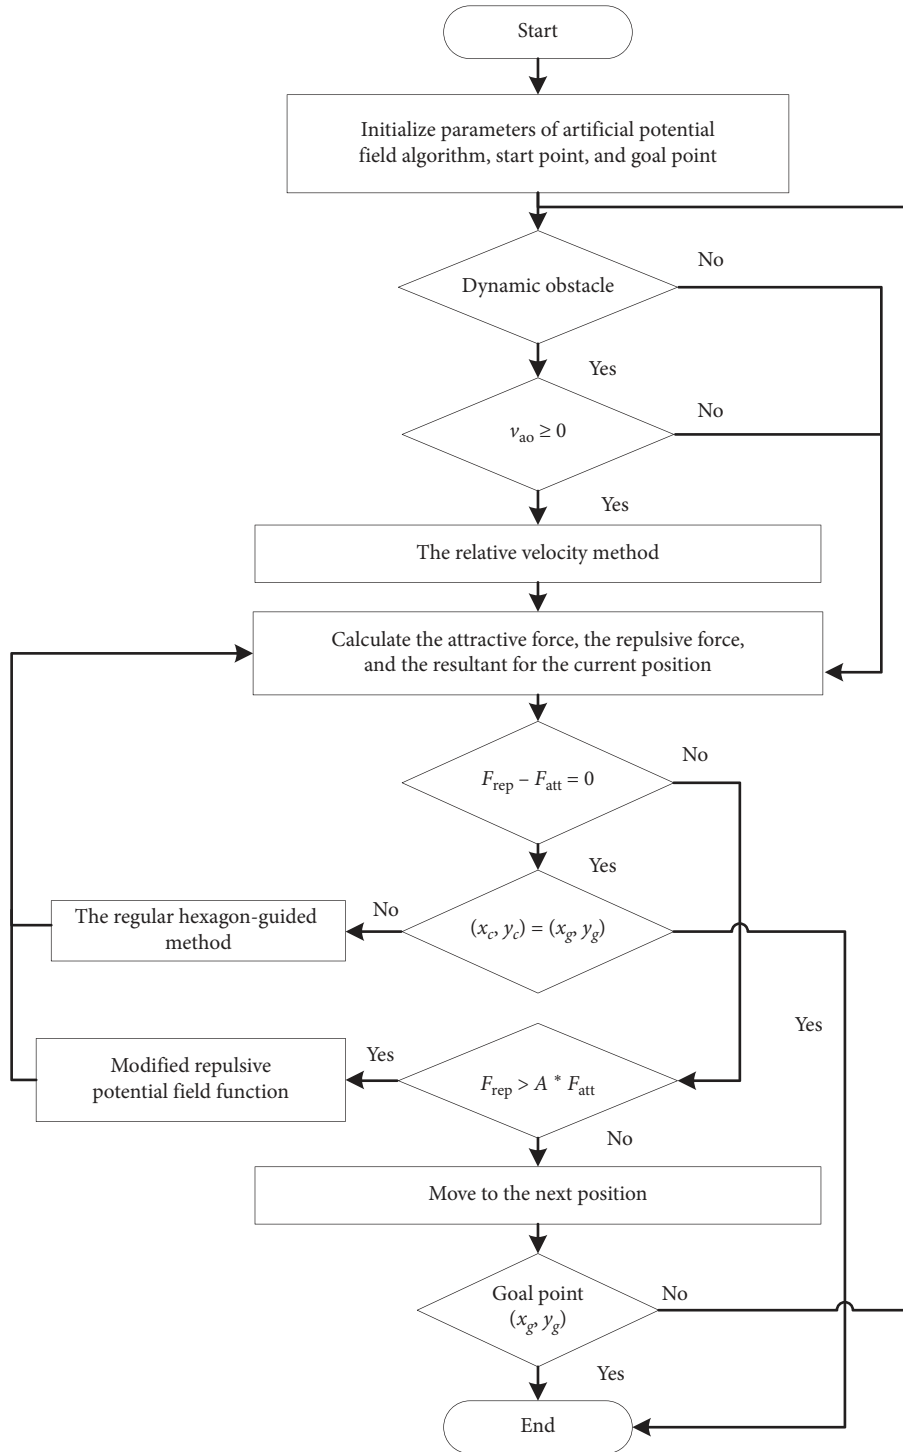 Start
Initialize parameters of artificial potential
field algorithm, start point, and goal point
No
Dynamic obstacle
Yes
No
v_ao ≥ 0
Yes
The relative velocity method
Calculate the attractive force, the repulsive force,
and the resultant for the current position
No
F_rep – F_att = 0
Yes
The regular hexagon-guided
method
No
(x_c, y_c) = (x_g, y_g)
Yes
Modified repulsive
potential field function
Yes
F_rep > A * F_att
No
Move to the next position
Goal point
(x_g, y_g)
No
Yes
End